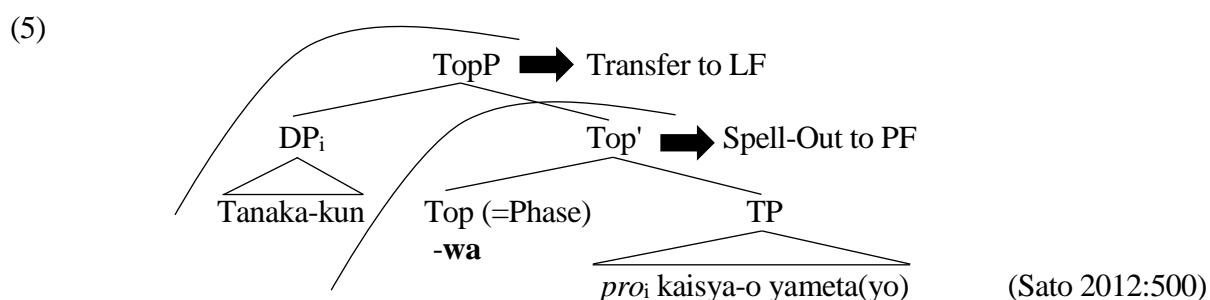 (5)
TopP Transfer to LF
DPi Top' Spell-Out to PF
Tanaka-kun Top (=Phase) TP
-wa
proi kaisya-o yameta(yo) (Sato 2012:500)